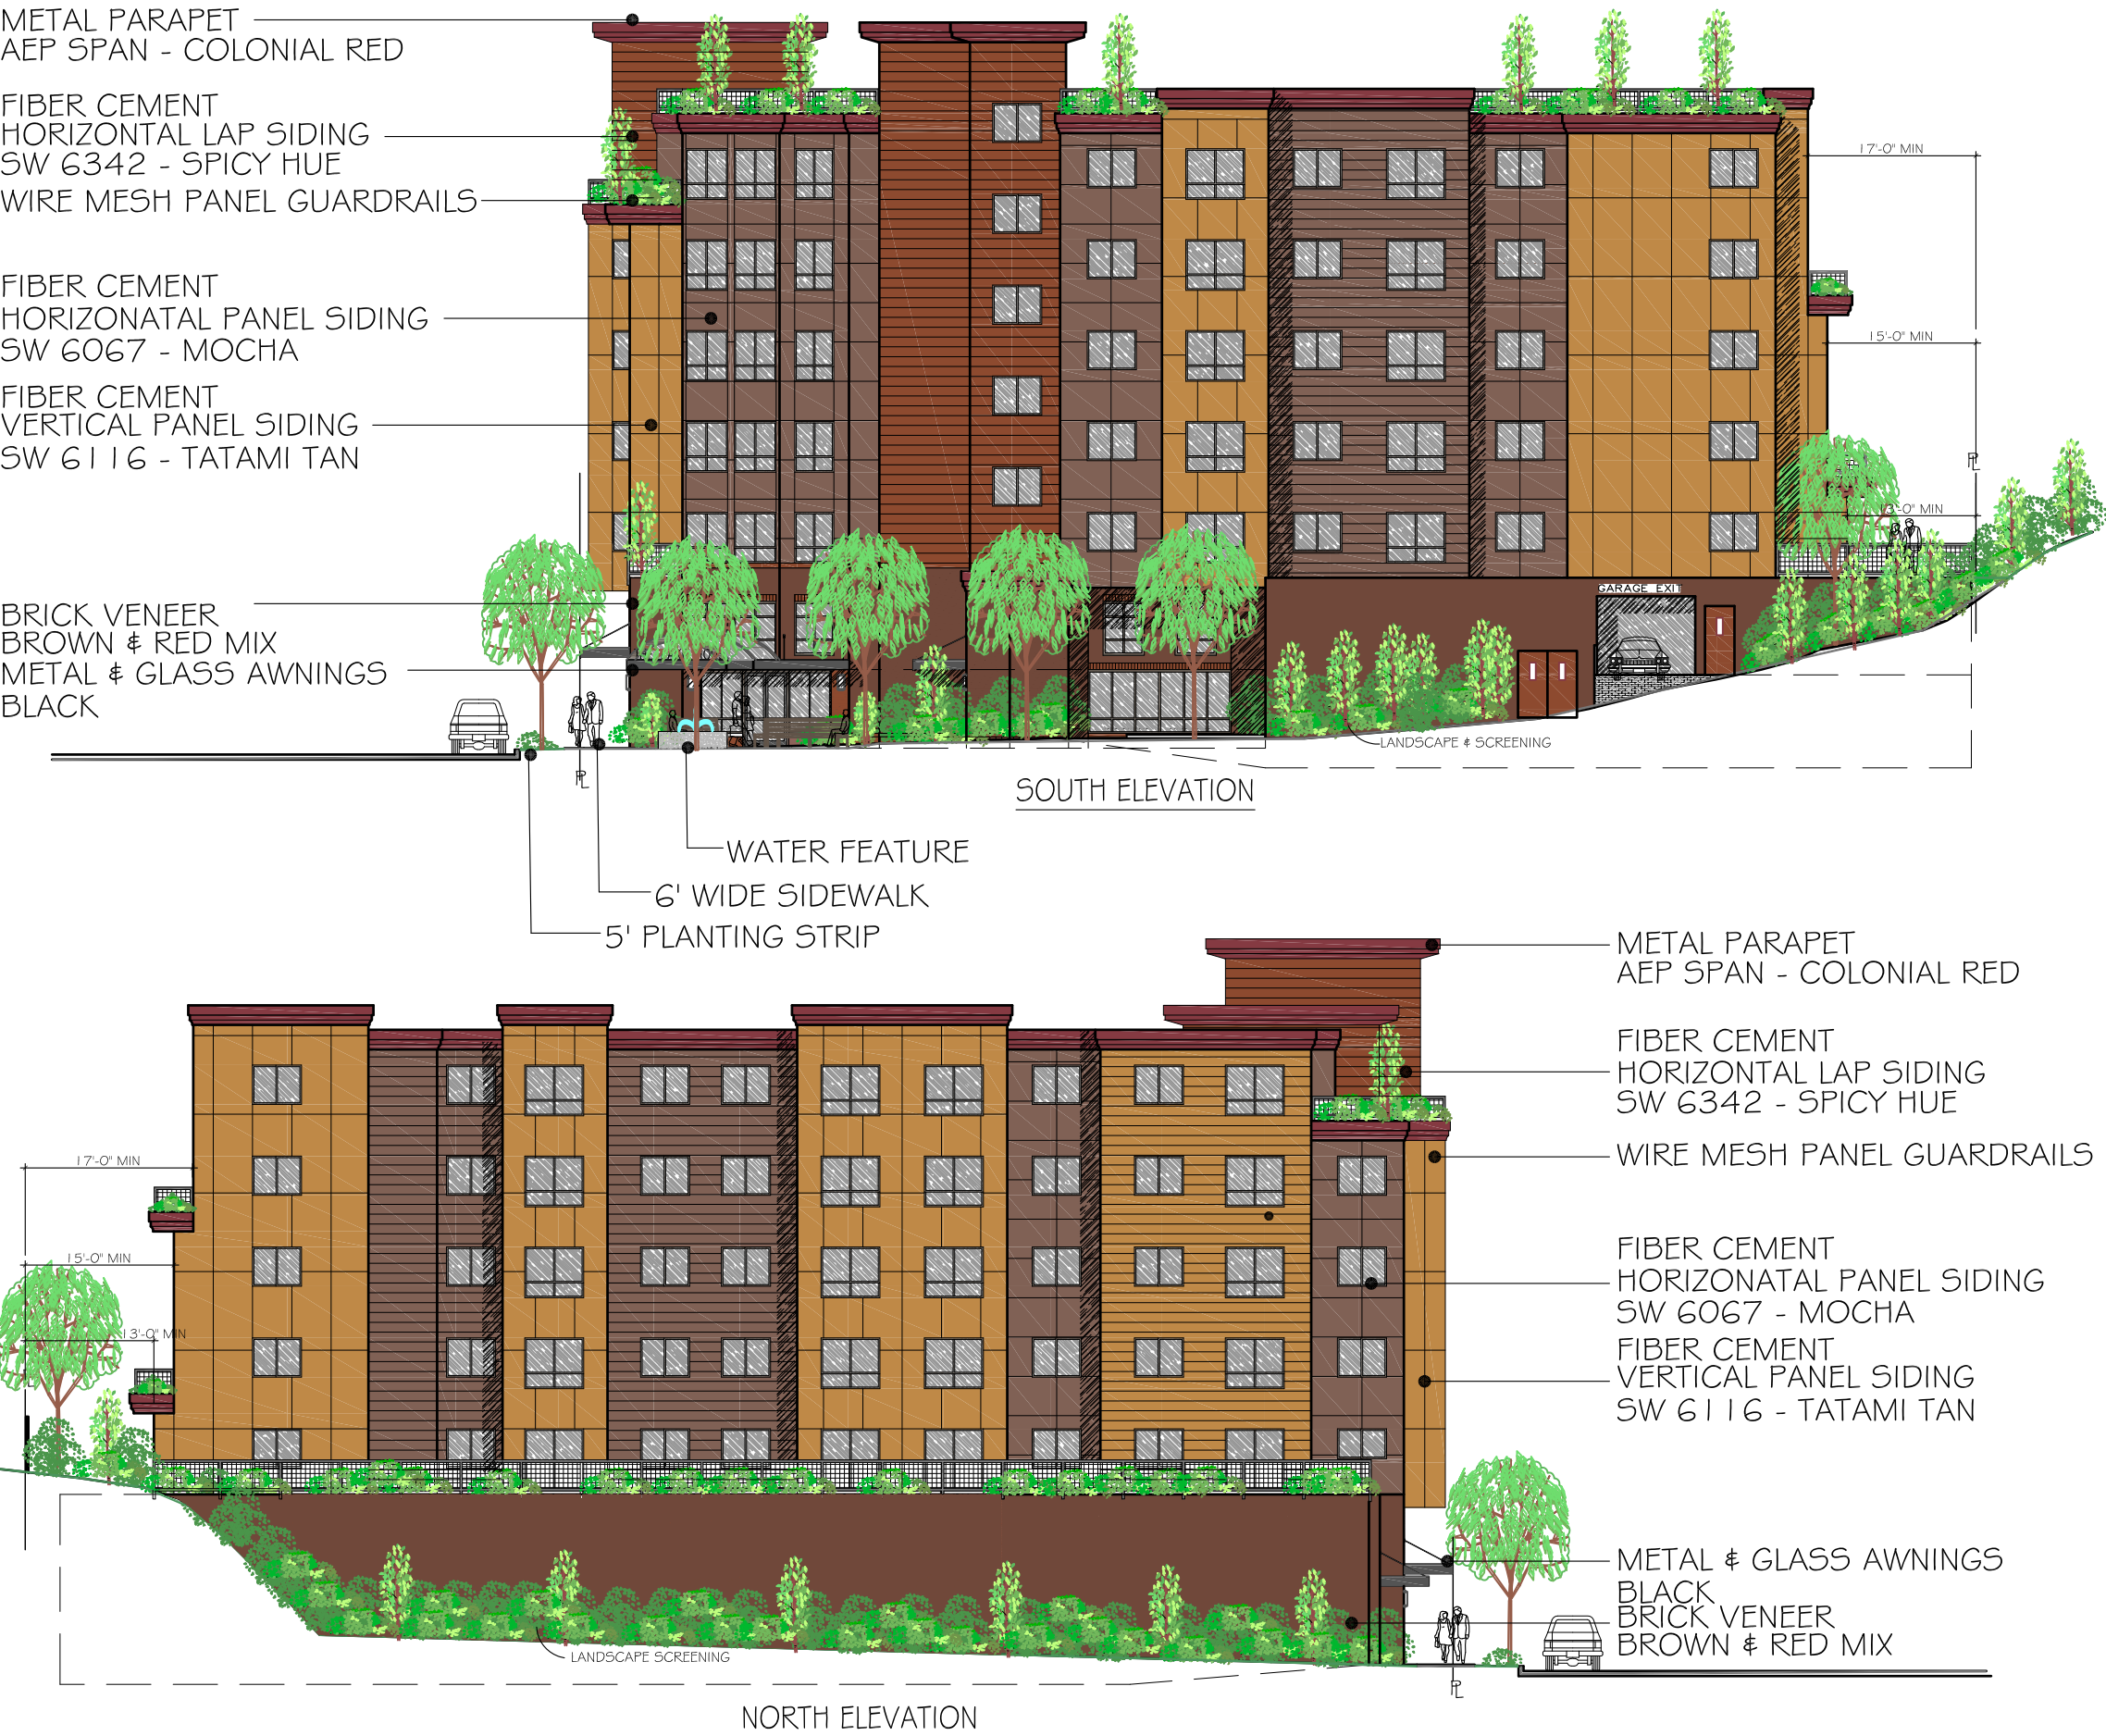 METAL PARAPET
AEP SPAN - COLONIAL RED
FIBER CEMENT
HORIZONTAL LAP SIDING
SW 6342 - SPICY HUE
WIRE MESH PANEL GUARDRAILS
FIBER CEMENT
HORIZONATAL PANEL SIDING
SW 6067 - MOCHA
FIBER CEMENT
VERTICAL PANEL SIDING
SW 6116 - TATAMI TAN
BRICK VENEER
BROWN & RED MIX
METAL & GLASS AWNINGS
BLACK
17'-0" MIN
15'-0" MIN
PL
13'-0" MIN
GARAGE EXIT
LANDSCAPE & SCREENING
PL
SOUTH ELEVATION
WATER FEATURE
6' WIDE SIDEWALK
5' PLANTING STRIP
METAL PARAPET
AEP SPAN - COLONIAL RED
FIBER CEMENT
HORIZONTAL LAP SIDING
SW 6342 - SPICY HUE
WIRE MESH PANEL GUARDRAILS
FIBER CEMENT
HORIZONATAL PANEL SIDING
SW 6067 - MOCHA
FIBER CEMENT
VERTICAL PANEL SIDING
SW 6116 - TATAMI TAN
17'-0" MIN
15'-0" MIN
13'-0" MIN
METAL & GLASS AWNINGS
BLACK
BRICK VENEER
BROWN & RED MIX
LANDSCAPE SCREENING
PL
NORTH ELEVATION